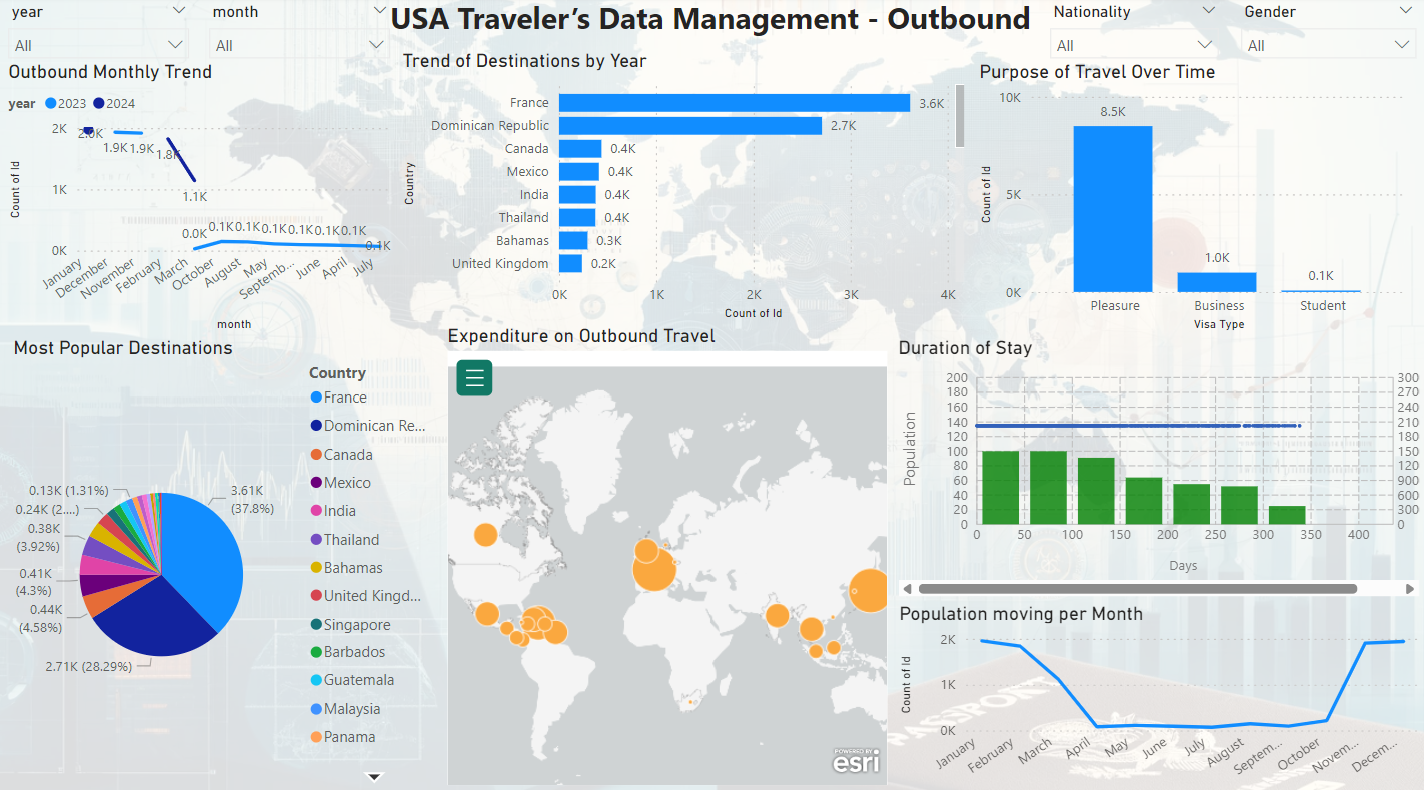 year
month
USA Traveler's Data Management - Outbound
Nationality
Gender
All
All
All
All
Outbound Monthly Trend
year 2023 2024
2K
1K
0K
Count of Id
2.0K
1.9K
1.9K
1.8K
1.1K
0.0K
0.1K
0.1K
0.1K
0.1K
0.1K
0.1K
0.1K
January
December
November
February
March
October
August
May
Septemb...
June
April
July
month
Trend of Destinations by Year
Country
France 3.6K
Dominican Republic 2.7K
Canada 0.4K
Mexico 0.4K
India 0.4K
Thailand 0.4K
Bahamas 0.3K
United Kingdom 0.2K
0K 1K 2K 3K 4K
Count of Id
Purpose of Travel Over Time
10K
5K
0K
Count of Id
8.5K
1.0K
0.1K
Pleasure Business Student
Visa Type
Most Popular Destinations
0.13K (1.31%)
0.24K (2....)
0.38K
(3.92%)
0.41K
(4.3%)
0.44K
(4.58%)
2.71K (28.29%)
3.61K
(37.8%)
Country
France
Dominican Re...
Canada
Mexico
India
Thailand
Bahamas
United Kingd...
Singapore
Barbados
Guatemala
Malaysia
Panama
Expenditure on Outbound Travel
POWERED BY
esri
Duration of Stay
Population
200
180
160
140
120
100
80
60
40
20
0
300
270
240
210
180
150
120
900
600
300
0
0 50 100 150 200 250 300 350 400
Days
Population moving per Month
2K
1K
0K
Count of Id
January
February
March
April
May
June
July
August
Septem...
October
Novem...
Decem...
PASSPORT